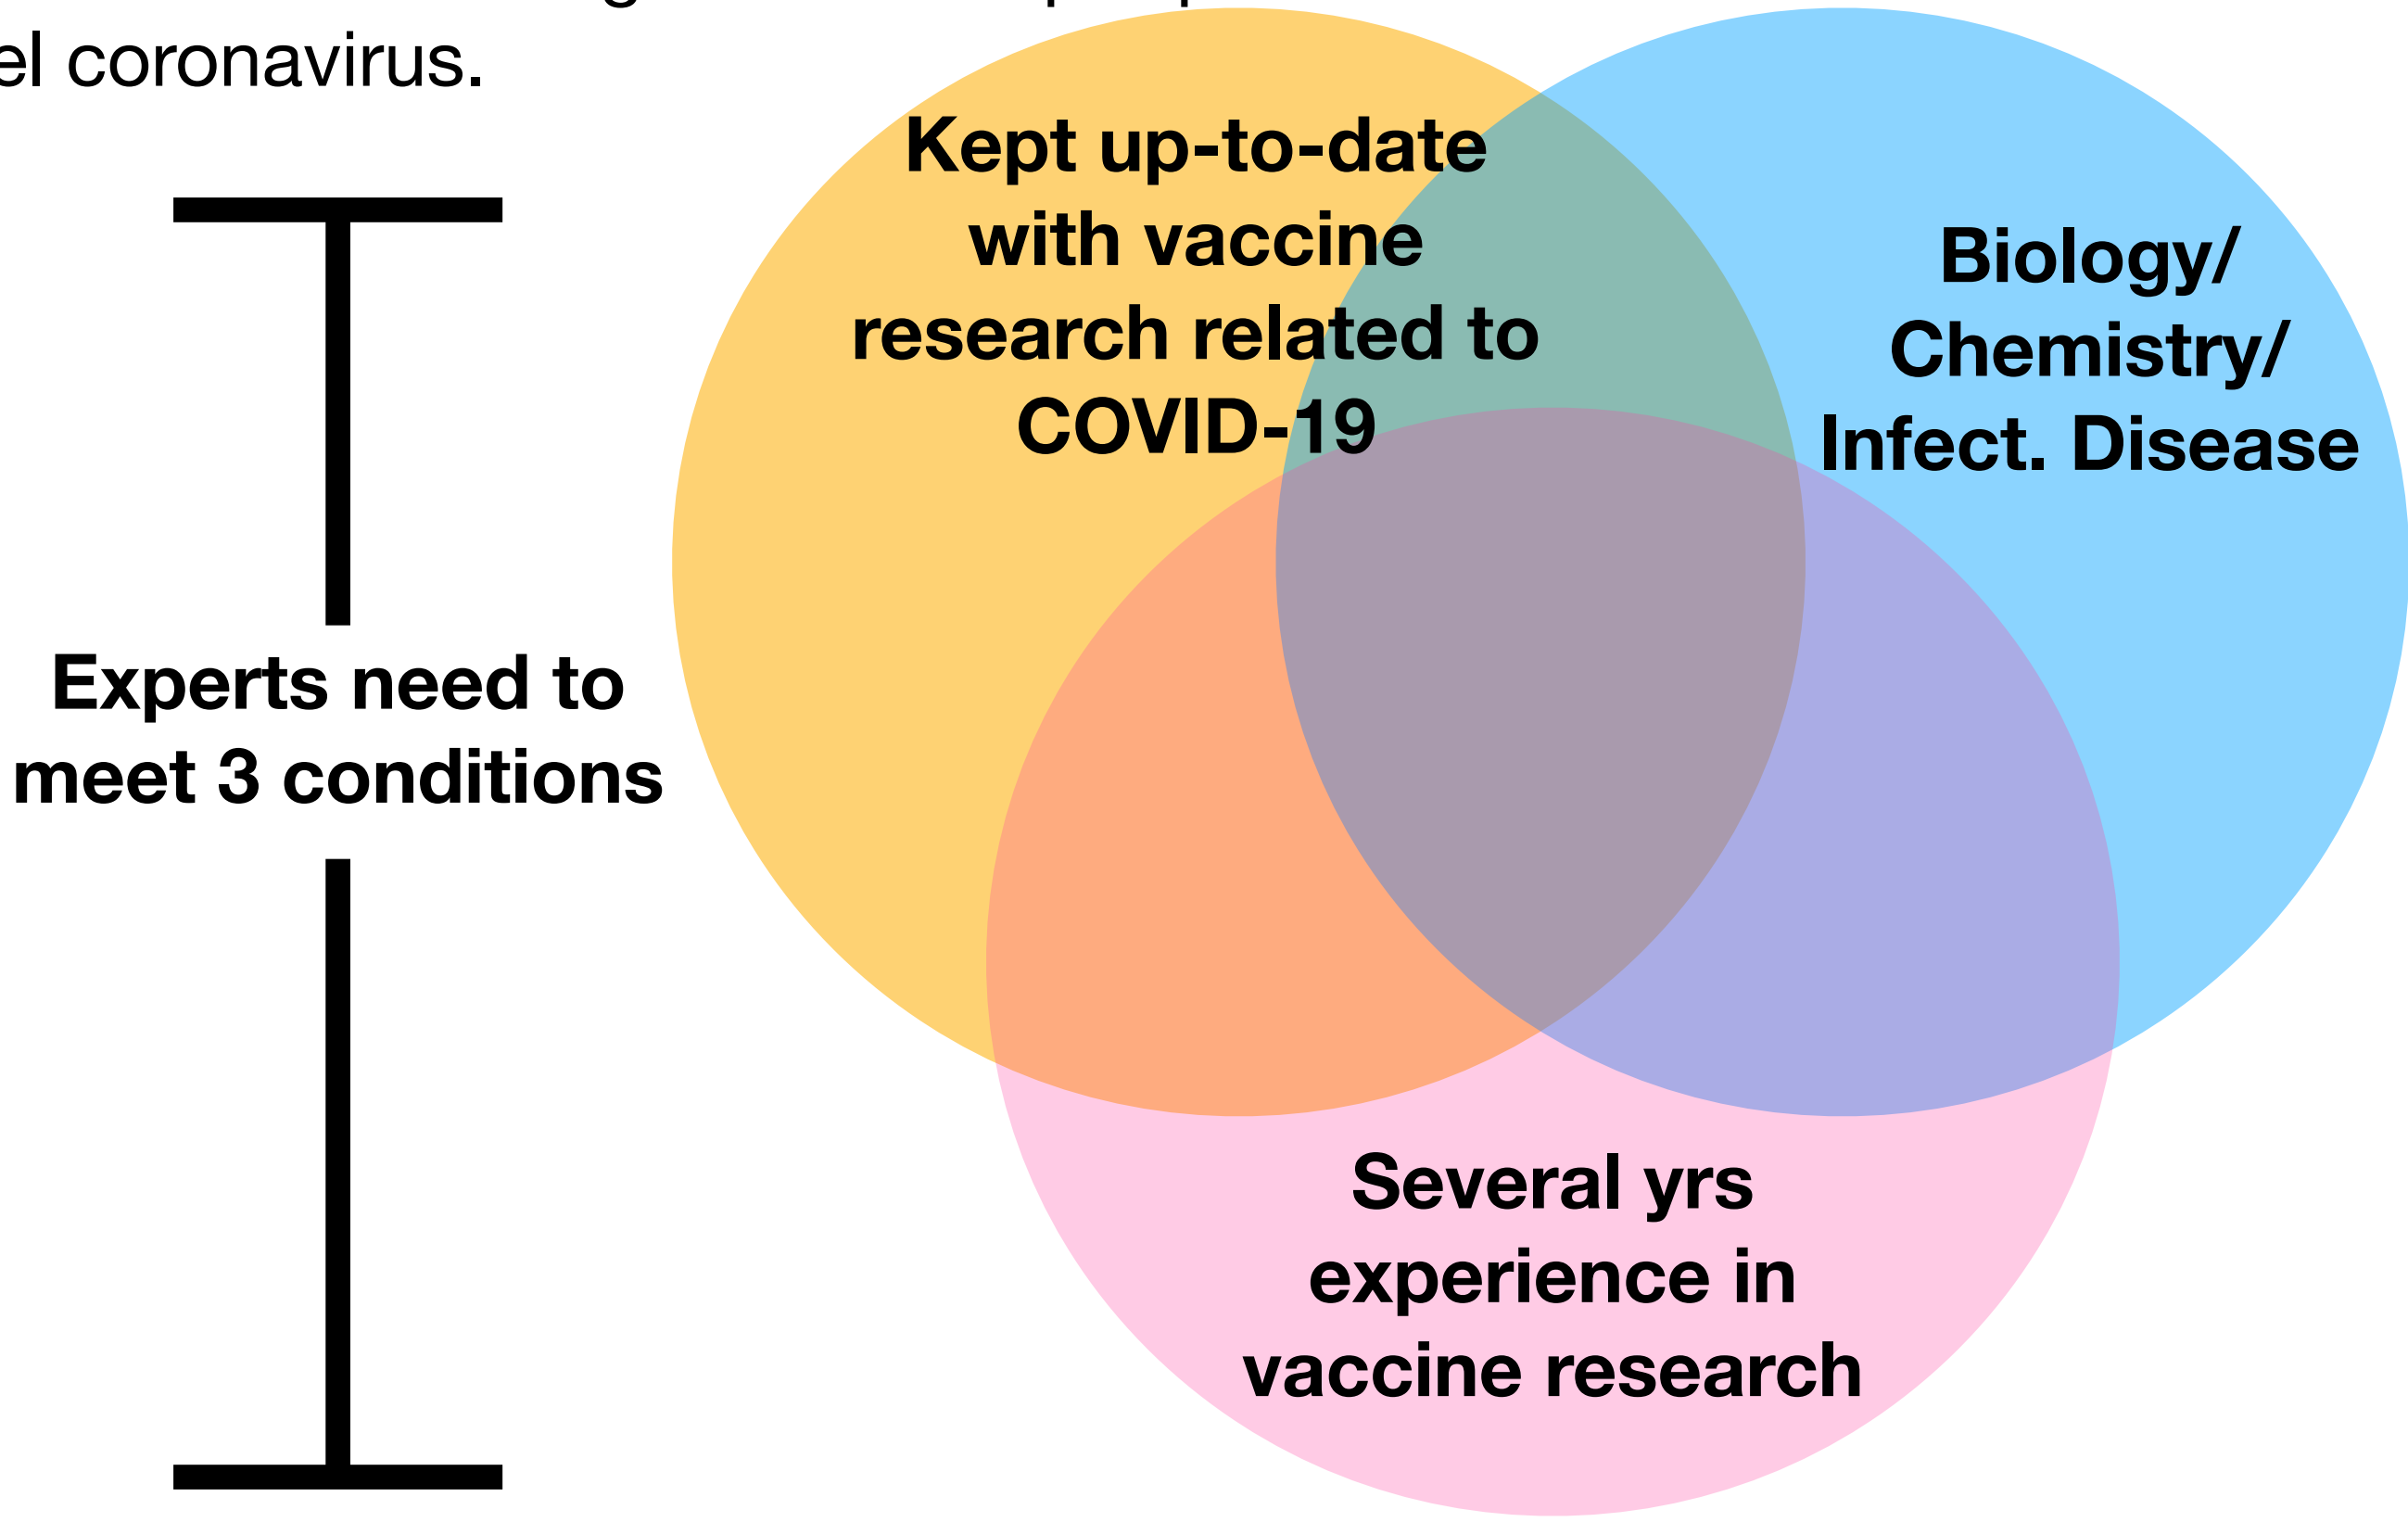 el coronavirus.
Kept up-to-date
with vaccine
research related to
COVID-19
Biology/
Chemistry/
Infect. Disease
Experts need to
meet 3 conditions
Several yrs
experience in
vaccine research